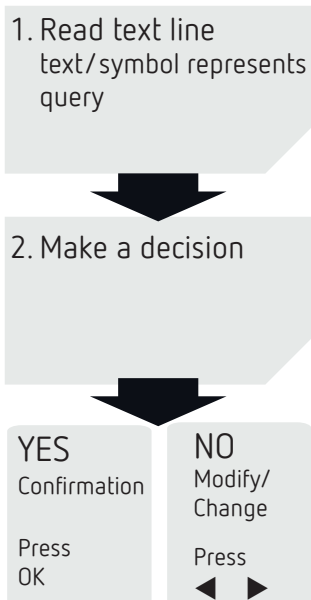 1. Read text line
text/symbol represents
query
2. Make a decision
YES
Confirmation
Press
OK
NO
Modify/
Change
Press
◀ ▶